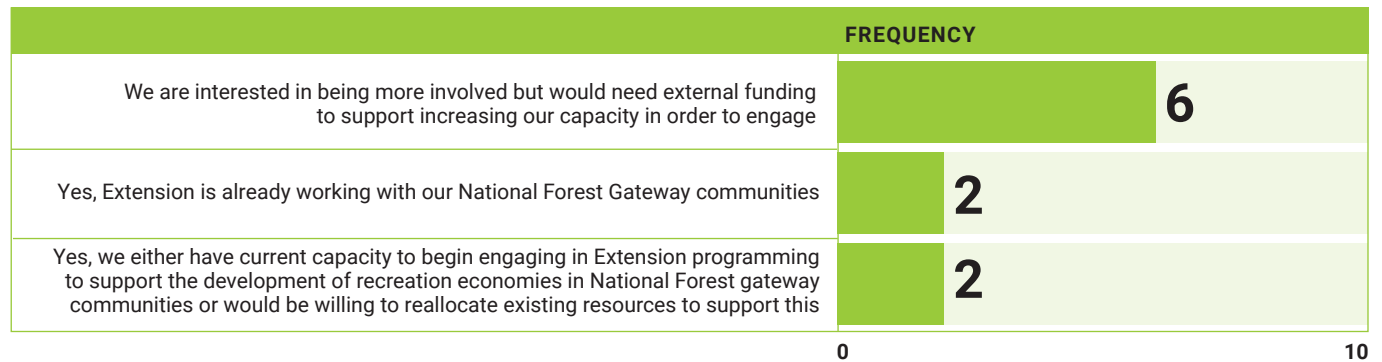 FREQUENCY
We are interested in being more involved but would need external funding
to support increasing our capacity in order to engage
6
Yes, Extension is already working with our National Forest Gateway communities
2
Yes, we either have current capacity to begin engaging in Extension programming
to support the development of recreation economies in National Forest gateway
communities or would be willing to reallocate existing resources to support this
2
0 10